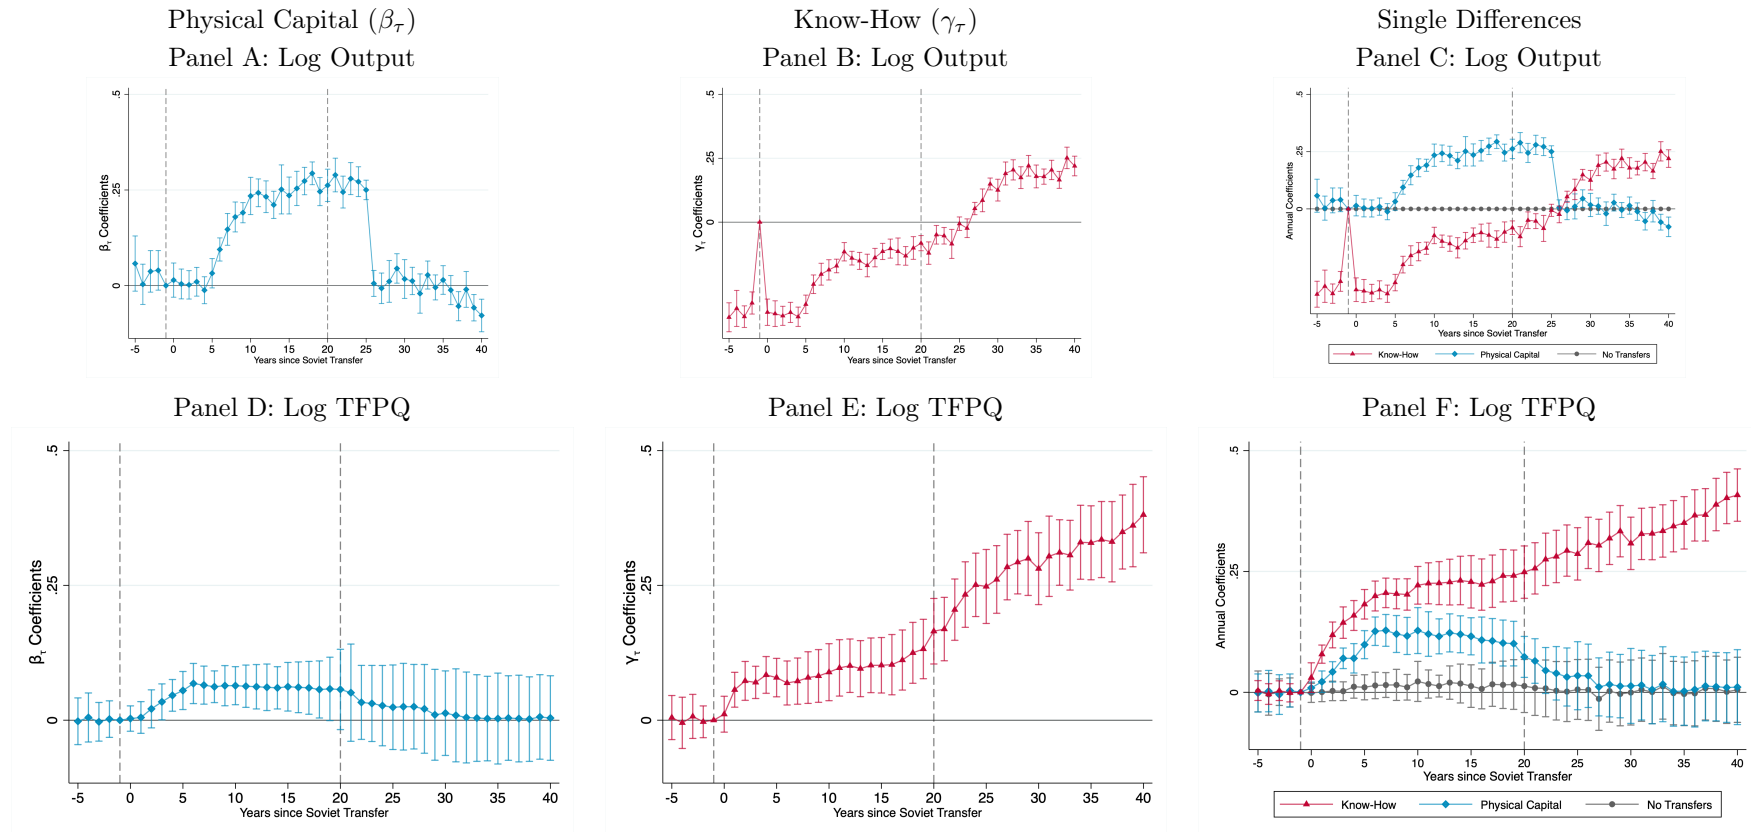 Physical Capital (βτ)
Know-How (γτ)
Single Differences
Panel A: Log Output
Panel B: Log Output
Panel C: Log Output
.5
.25
0
βτ Coefficients
-5 0 5 10 15 20 25 30 35 40
Years since Soviet Transfer
.5
.25
0
γτ Coefficients
-5 0 5 10 15 20 25 30 35 40
Years since Soviet Transfer
.5
.25
0
Annual Coefficients
-5 0 5 10 15 20 25 30 35 40
Years since Soviet Transfer
Know-How Physical Capital No Transfers
Panel D: Log TFPQ
Panel E: Log TFPQ
Panel F: Log TFPQ
.5
.25
0
βτ Coefficients
-5 0 5 10 15 20 25 30 35 40
Years since Soviet Transfer
.5
.25
0
γτ Coefficients
-5 0 5 10 15 20 25 30 35 40
Years since Soviet Transfer
.5
.25
0
Annual Coefficients
-5 0 5 10 15 20 25 30 35 40
Years since Soviet Transfer
Know-How Physical Capital No Transfers